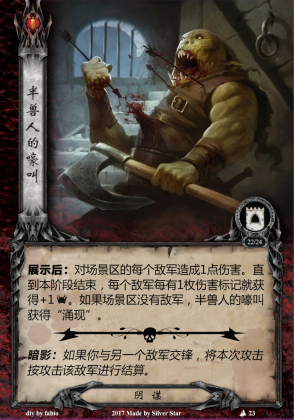 半兽人的嚎叫
22/24
展示后：对场景区的每个敌军造成1点伤害。直
到本阶段结束，每个敌军每有1枚伤害标记就获
得+1。如果场景区没有敌军，半兽人的嚎叫
获得“涌现”。
暗影：如果你与另一个敌军交锋，将本次攻击
按攻击该敌军进行结算。
阴 谋
diy by fabio
2017 Made by Silver Star
23